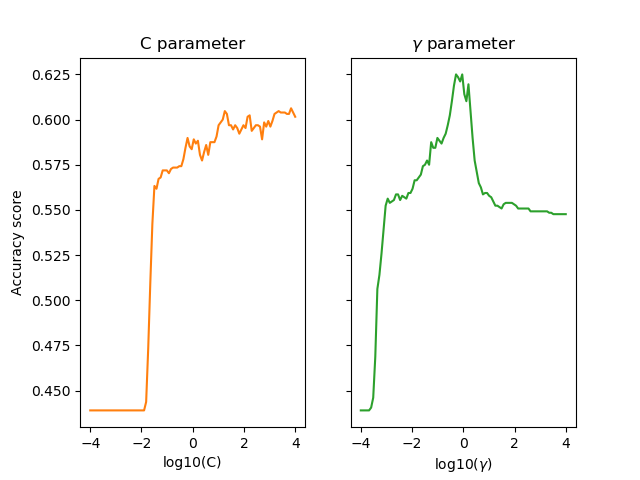 C parameter
γ parameter
Accuracy score
0.625
0.600
0.575
0.550
0.525
0.500
0.475
0.450
−4 −2 0 2 4
−4 −2 0 2 4
log10(C)
log10(γ)